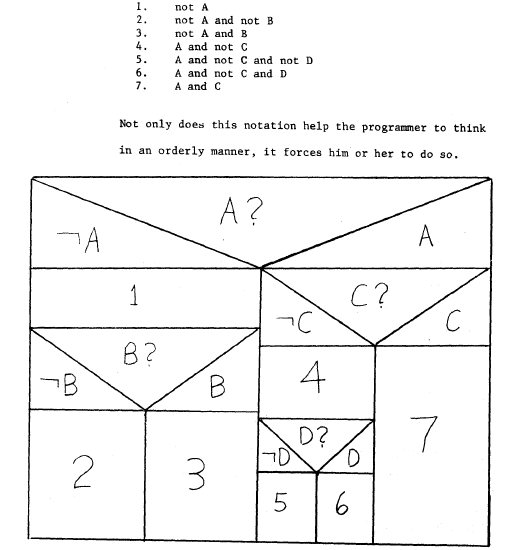 1. not A
2. not A and not B
3. not A and B
4. A and not C
5. A and not C and not D
6. A and not C and D
7. A and C
Not only does this notation help the programmer to think
in an orderly manner, it forces him or her to do so.
A?
¬A A
1 C?
¬C C
B?
¬B B 4
D?
¬D D 7
2 3 5 6